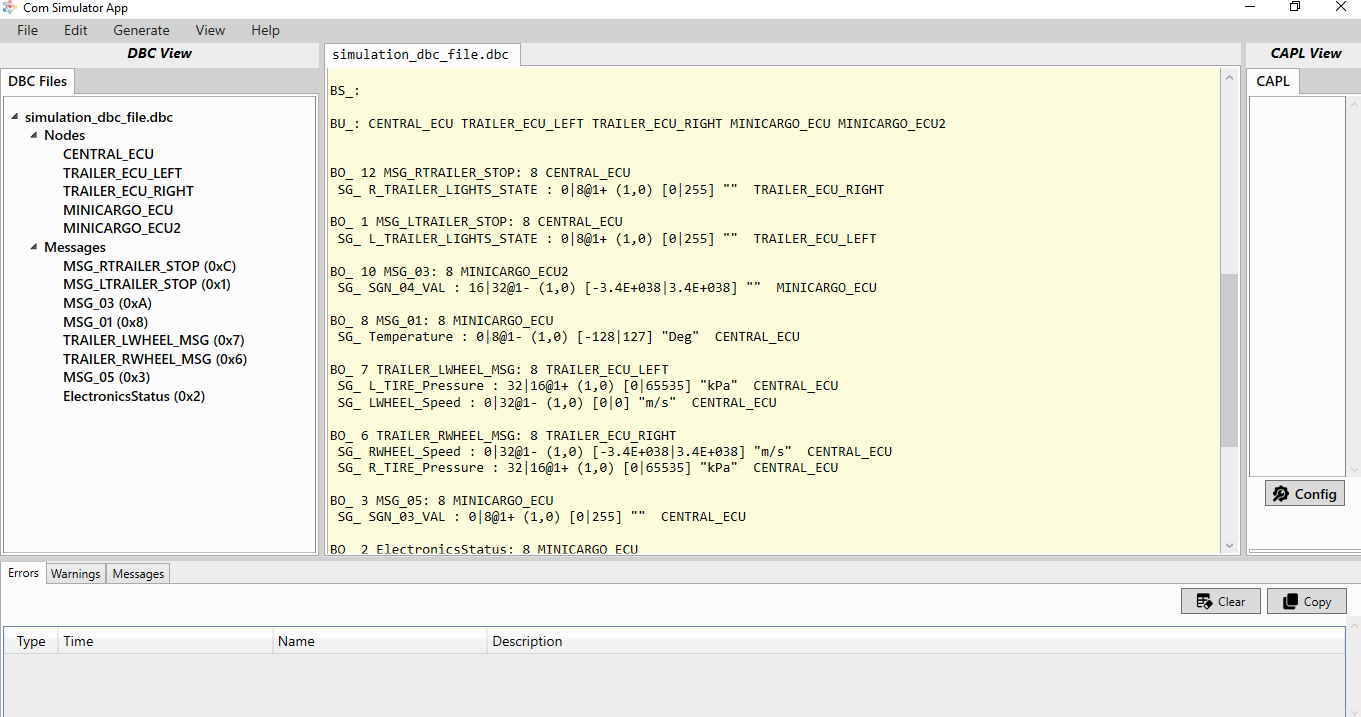 Com Simulator App
File Edit Generate View Help
DBC View
DBC Files
simulation_dbc_file.dbc
Nodes
CENTRAL_ECU
TRAILER_ECU_LEFT
TRAILER_ECU_RIGHT
MINICARGO_ECU
MINICARGO_ECU2
Messages
MSG_RTRAILER_STOP (0xC)
MSG_LTRAILER_STOP (0x1)
MSG_03 (0xA)
MSG_01 (0x8)
TRAILER_LWHEEL_MSG (0x7)
TRAILER_RWHEEL_MSG (0x6)
MSG_05 (0x3)
ElectronicsStatus (0x2)
simulation_dbc_file.dbc
BS_:
BU_: CENTRAL_ECU TRAILER_ECU_LEFT TRAILER_ECU_RIGHT MINICARGO_ECU MINICARGO_ECU2
BO_ 12 MSG_RTRAILER_STOP: 8 CENTRAL_ECU
SG_ R_TRAILER_LIGHTS_STATE : 0|8@1+ (1,0) [0|255] ""  TRAILER_ECU_RIGHT
BO_ 1 MSG_LTRAILER_STOP: 8 CENTRAL_ECU
SG_ L_TRAILER_LIGHTS_STATE : 0|8@1+ (1,0) [0|255] ""  TRAILER_ECU_LEFT
BO_ 10 MSG_03: 8 MINICARGO_ECU2
SG_ SGN_04_VAL : 16|32@1- (1,0) [-3.4E+038|3.4E+038] ""  MINICARGO_ECU
BO_ 8 MSG_01: 8 MINICARGO_ECU
SG_ Temperature : 0|8@1- (1,0) [-128|127] "Deg"  CENTRAL_ECU
BO_ 7 TRAILER_LWHEEL_MSG: 8 TRAILER_ECU_LEFT
SG_ L_TIRE_Pressure : 32|16@1+ (1,0) [0|65535] "kPa"  CENTRAL_ECU
SG_ LWHEEL_Speed : 0|32@1- (1,0) [0|0] "m/s"  CENTRAL_ECU
BO_ 6 TRAILER_RWHEEL_MSG: 8 TRAILER_ECU_RIGHT
SG_ RWHEEL_Speed : 0|32@1- (1,0) [-3.4E+038|3.4E+038] "m/s"  CENTRAL_ECU
SG_ R_TIRE_Pressure : 32|16@1+ (1,0) [0|65535] "kPa"  CENTRAL_ECU
BO_ 3 MSG_05: 8 MINICARGO_ECU
SG_ SGN_03_VAL : 0|8@1+ (1,0) [0|255] ""  CENTRAL_ECU
BO_ 2 ElectronicsStatus: 8 MINICARGO_ECU
CAPL View
CAPL
Config
Errors Warnings Messages
Clear Copy
Type Time Name Description